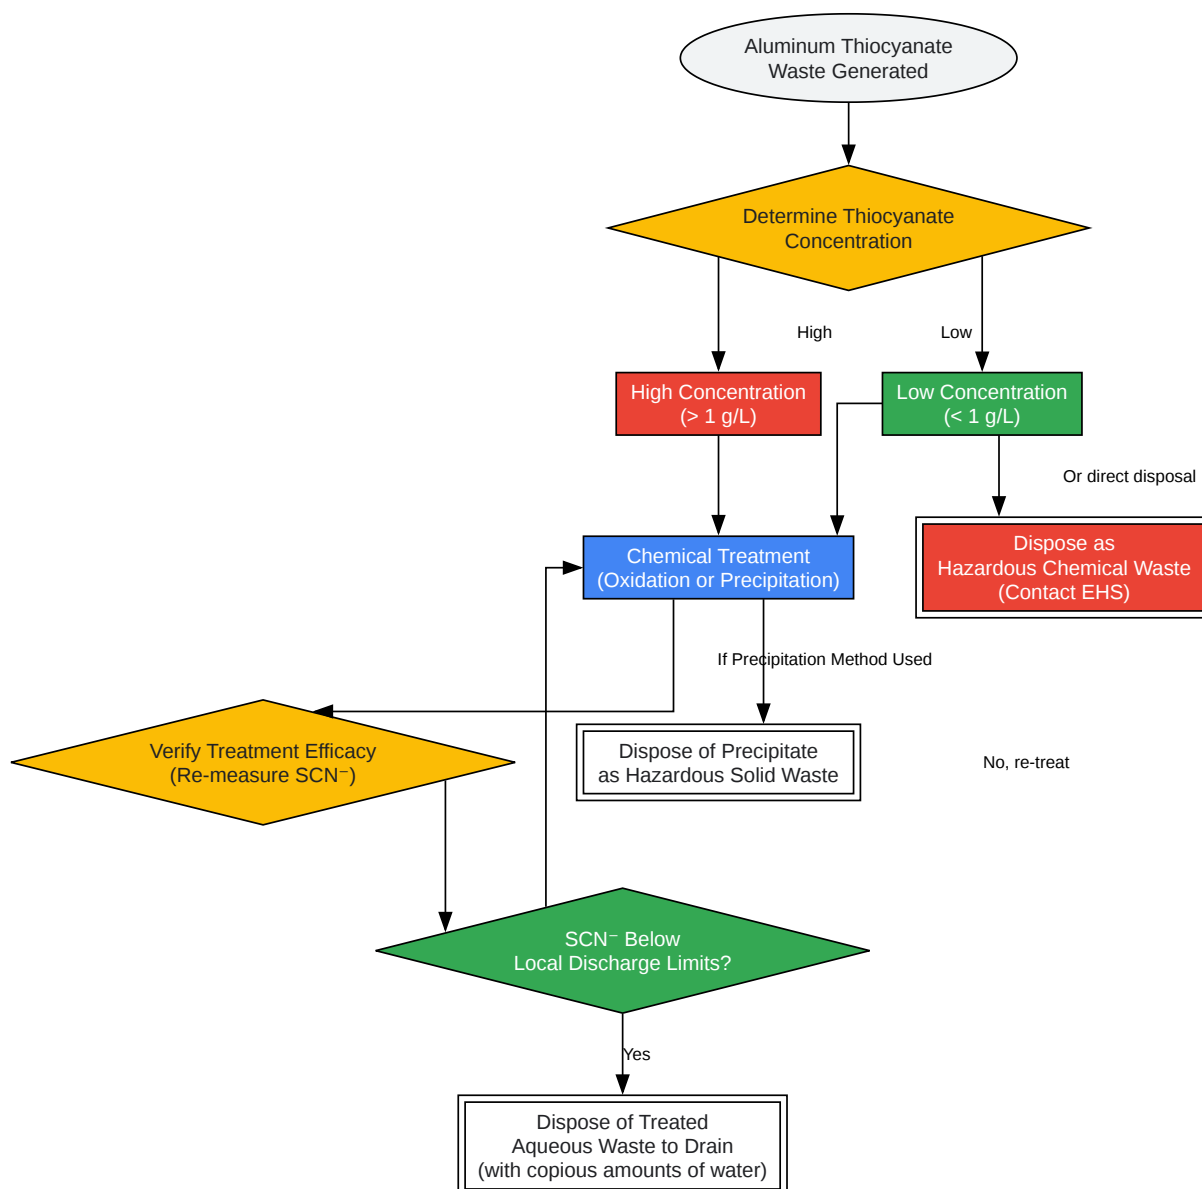 Aluminum Thiocyanate
Waste Generated
Determine Thiocyanate
Concentration
High
Low
High Concentration
(> 1 g/L)
Low Concentration
(< 1 g/L)
Or direct disposal
Dispose as
Hazardous Chemical Waste
(Contact EHS)
Chemical Treatment
(Oxidation or Precipitation)
If Precipitation Method Used
Verify Treatment Efficacy
(Re-measure SCN⁻)
Dispose of Precipitate
as Hazardous Solid Waste
No, re-treat
SCN⁻ Below
Local Discharge Limits?
Yes
Dispose of Treated
Aqueous Waste to Drain
(with copious amounts of water)